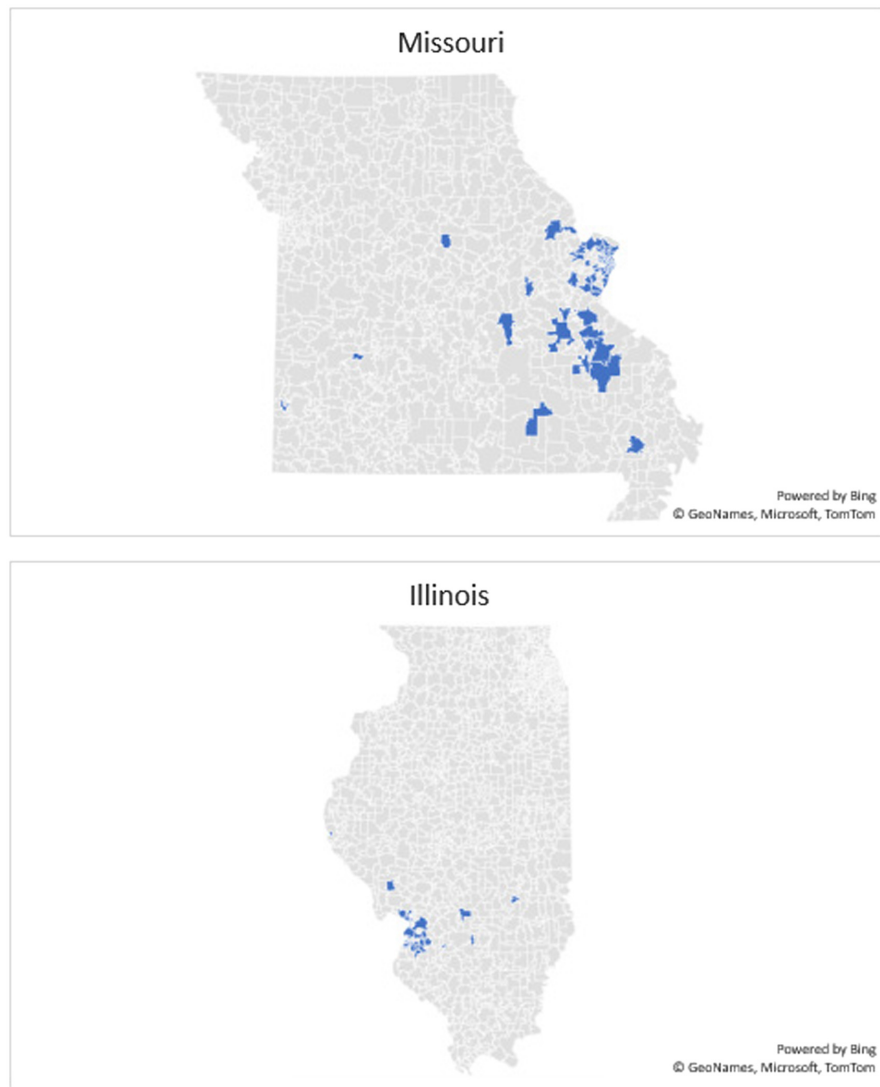 Missouri
Powered by Bing
© GeoNames, Microsoft, TomTom
Illinois
Powered by Bing
© GeoNames, Microsoft, TomTom